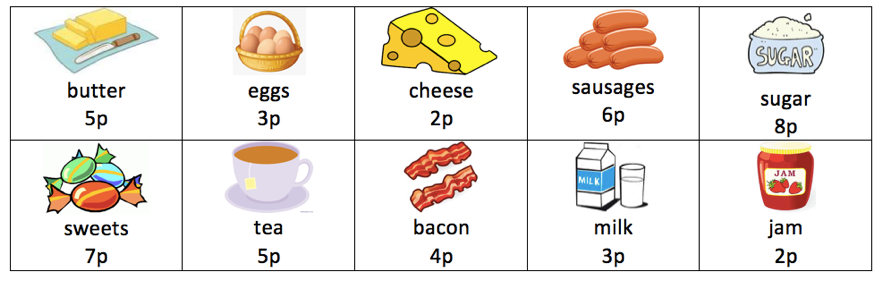 SUGAR
butter
5p
eggs
3p
cheese
2p
sausages
6p
sugar
8p
MILK
JAM
sweets
7p
tea
5p
bacon
4p
milk
3p
jam
2p